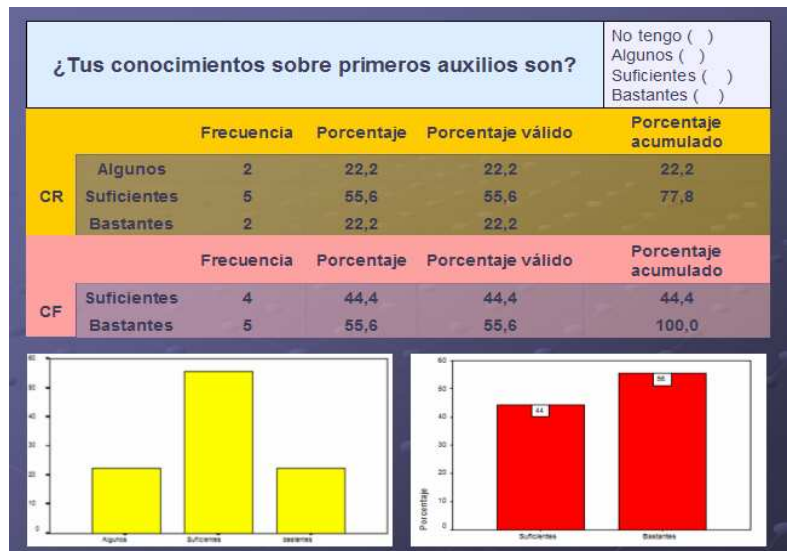 ¿Tus conocimientos sobre primeros auxilios son?
No tengo ( )
Algunos ( )
Suficientes ( )
Bastantes ( )
Frecuencia Porcentaje Porcentaje válido Porcentaje acumulado
CR
Algunos 2 22,2 22,2 22,2
Suficientes 5 55,6 55,6 77,8
Bastantes 2 22,2 22,2
Frecuencia Porcentaje Porcentaje válido Porcentaje acumulado
CF
Suficientes 4 44,4 44,4 44,4
Bastantes 5 55,6 55,6 100,0
60
50
40
30
20
10
0
Algunos Suficientes bastantes
60
50
40
30
20
10
0
Porcentaje
44
56
Suficientes Bastantes